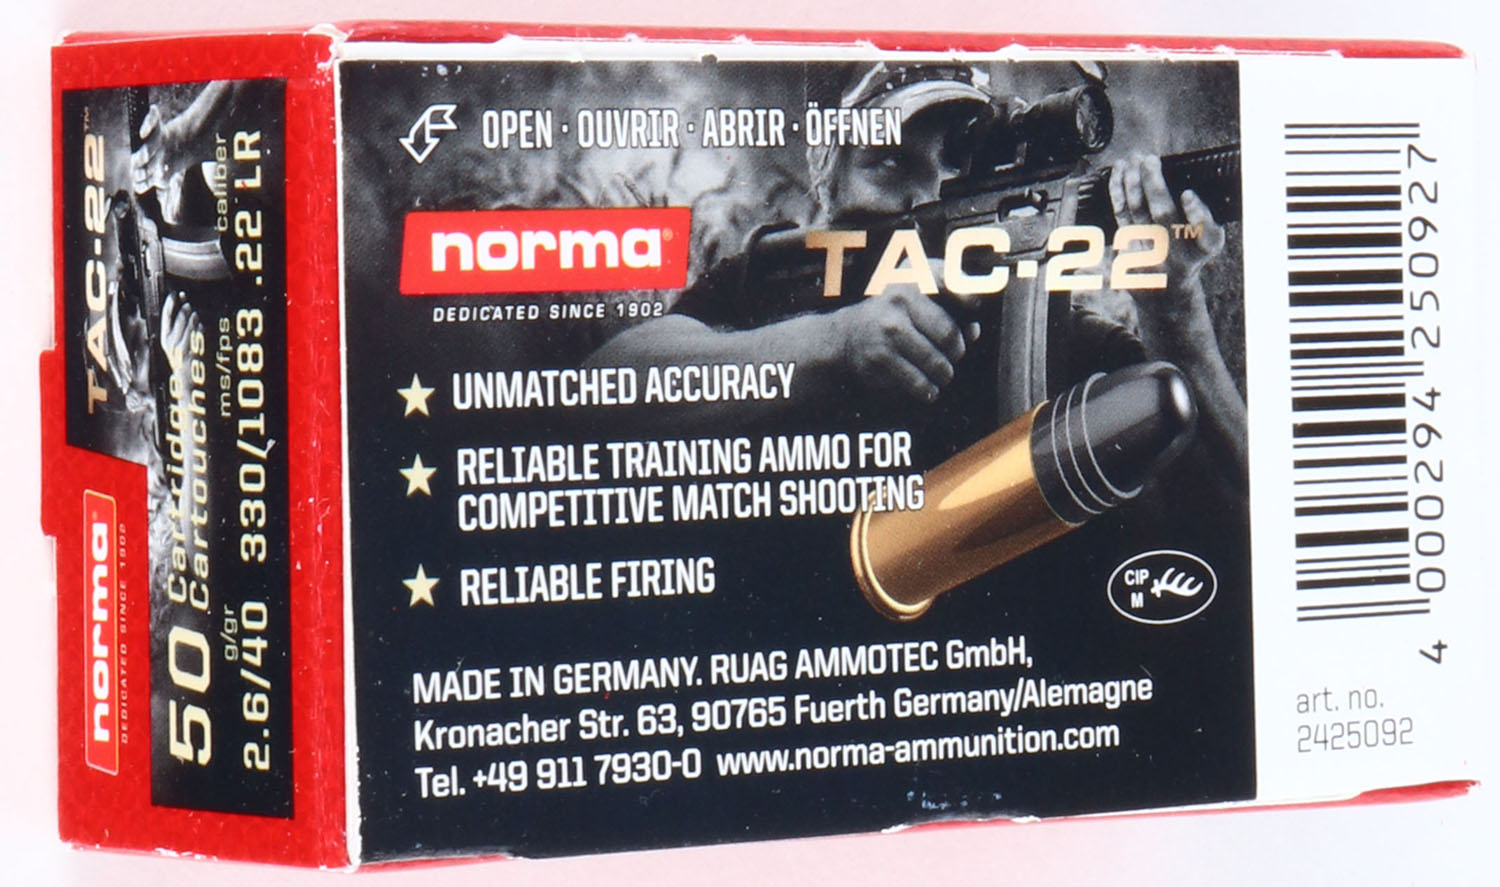 OPEN · OUVRIR · ABRIR · ÖFFNEN
norma®
DEDICATED SINCE 1902
TAC-22™
UNMATCHED ACCURACY
RELIABLE TRAINING AMMO FOR
COMPETITIVE MATCH SHOOTING
RELIABLE FIRING
CIP
M
MADE IN GERMANY. RUAG AMMOTEC GmbH,
Kronacher Str. 63, 90765 Fuerth Germany/Alemagne
Tel. +49 911 7930-0 www.norma-ammunition.com
4 000294 250927
art. no.
2425092
TAC-22™
norma®
DEDICATED SINCE 1902
50 Cartridges
Cartouches
g/gr ms/fps caliber
2.6/40 330/1083 .22 LR